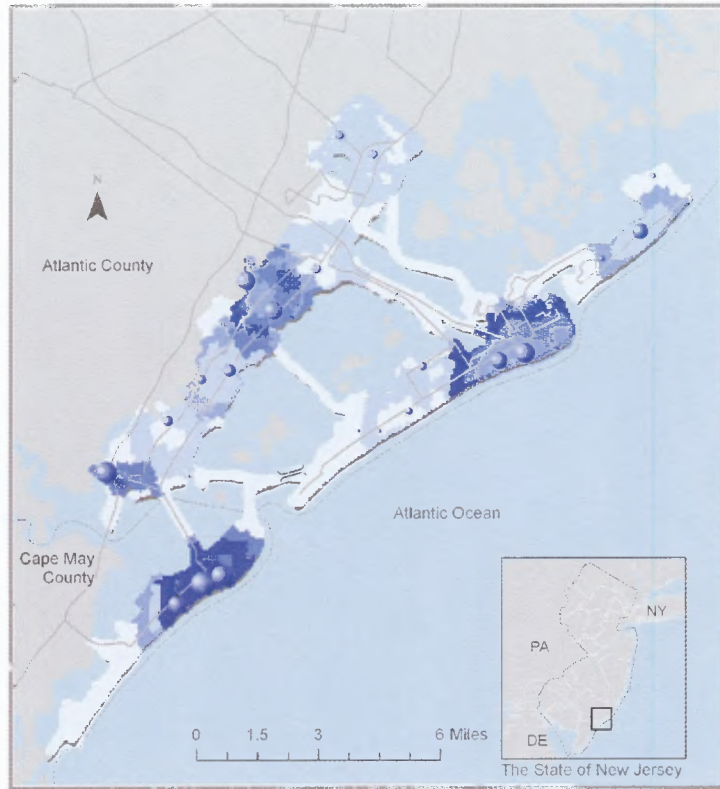 N
Atlantic County
Atlantic Ocean
Cape May
County
NY
PA
DE
0 1.5 3 6 Miles
The State of New Jersey